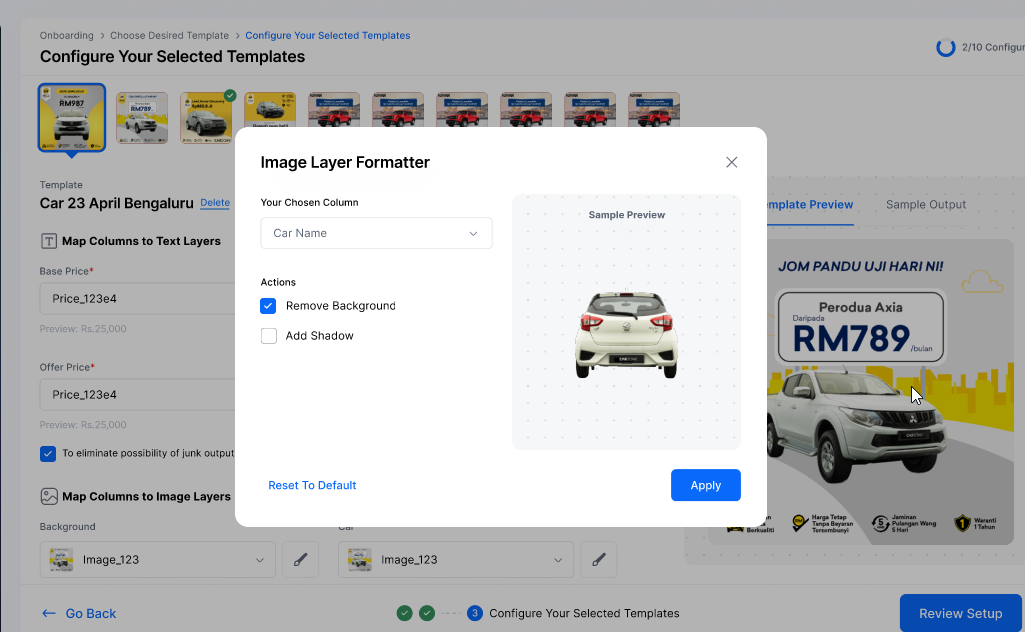 Onboarding > Choose Desired Template > Configure Your Selected Templates
Configure Your Selected Templates
2/10 Configur
RM987
RM789
Template
Car 23 April Bengaluru Delete
Map Columns to Text Layers
Base Price*
Price_123e4
Preview: Rs.25,000
Offer Price*
Price_123e4
Preview: Rs.25,000
To eliminate possibility of junk output
Map Columns to Image Layers
Background
Image_123
Car
Image_123
Image Layer Formatter
Your Chosen Column
Car Name
Actions
Remove Background
Add Shadow
Sample Preview
Reset To Default
Apply
emplate Preview
Sample Output
JOM PANDU UJI HARI NI!
Perodua Axia
Daripada
RM789 /bulan
Berkualiti
Harga Tetap
Tanpa Bayaran
Tersembunyi
Jaminan
Pulangan Wang
5 Hari
Waranti
1 Tahun
← Go Back
3 Configure Your Selected Templates
Review Setup